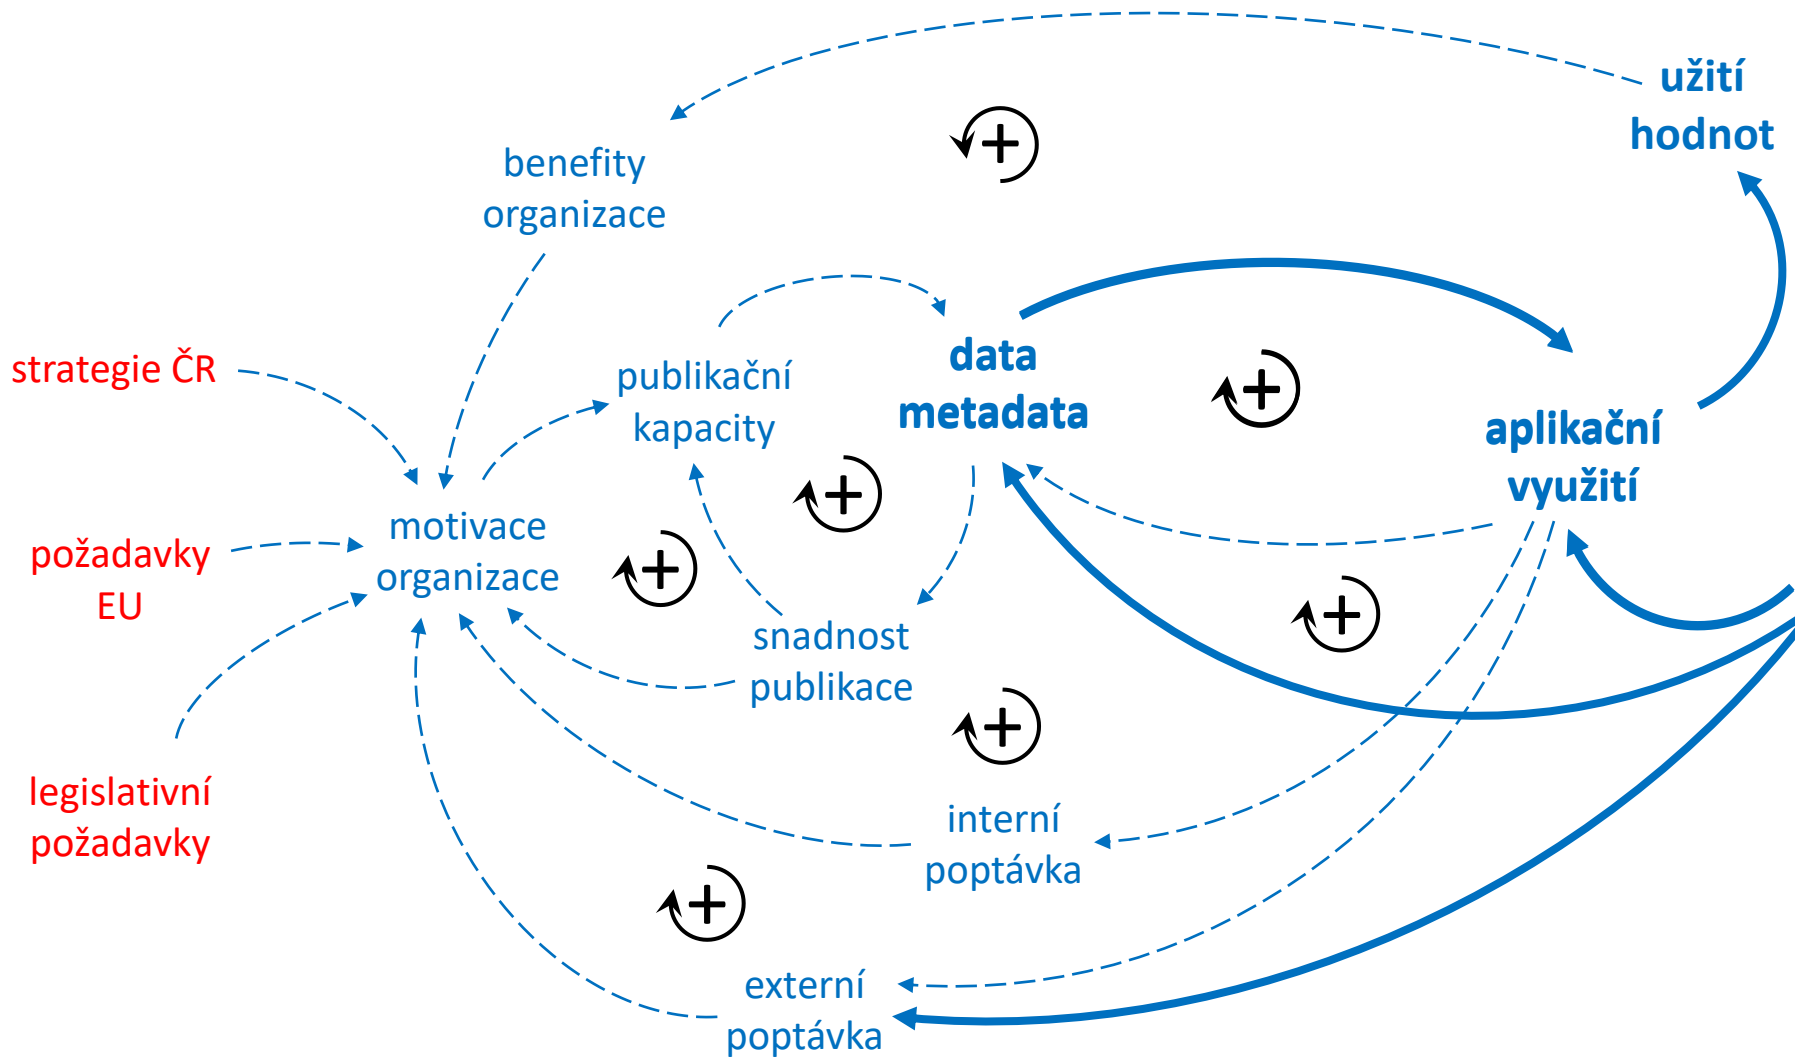 užití
hodnot
benefity
organizace
strategie ČR
publikační
kapacity
data
metadata
aplikační
využití
motivace
organizace
požadavky
EU
snadnost
publikace
legislativní
požadavky
interní
poptávka
externí
poptávka